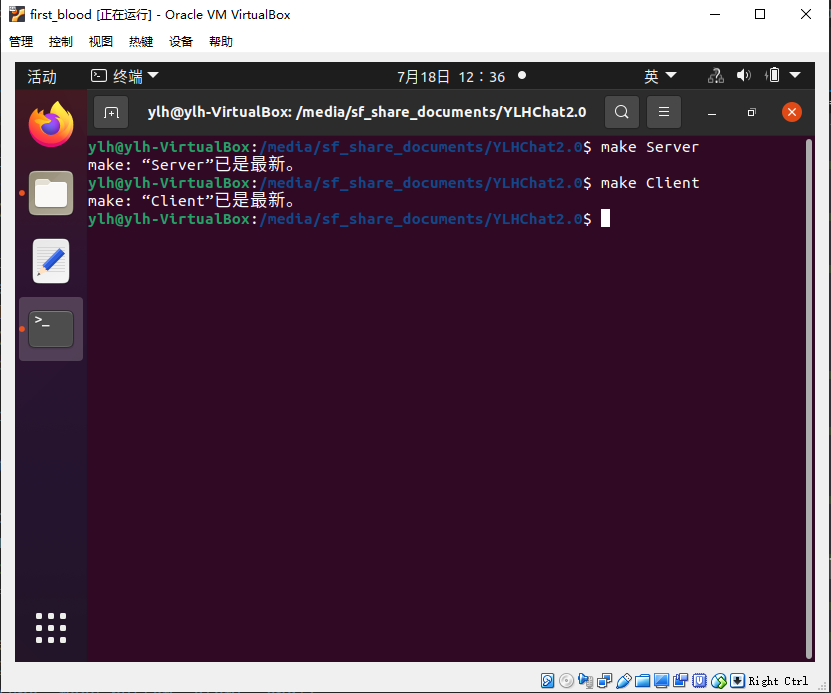 first_blood [正在运行] - Oracle VM VirtualBox
管理 控制 视图 热键 设备 帮助
活动 终端 7月18日 12：36 英
ylh@ylh-VirtualBox: /media/sf_share_documents/YLHChat2.0
ylh@ylh-VirtualBox:/media/sf_share_documents/YLHChat2.0$ make Server
make: “Server”已是最新。
ylh@ylh-VirtualBox:/media/sf_share_documents/YLHChat2.0$ make Client
make: “Client”已是最新。
ylh@ylh-VirtualBox:/media/sf_share_documents/YLHChat2.0$
Right Ctrl